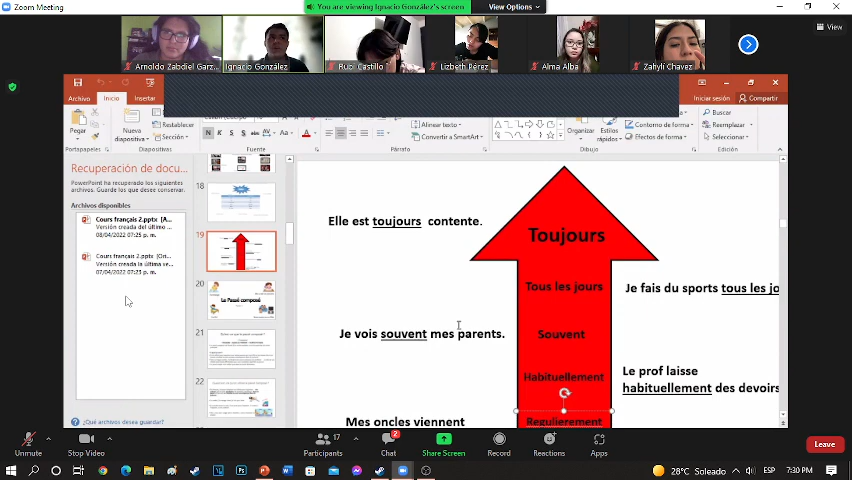 Zoom Meeting
You are viewing Ignacio González's screen
View Options
View
Arnoldo Zabdiel Garz...
Ignacio González
Rubi Castillo
Lizbeth Pérez
Alma Alba
Zahyli Chavez
Archivo
Inicio
Insertar
Iniciar sesión
Compartir
Pegar
Nueva
diapositiva
Restablecer
Sección
N K S S abc AV Aa A
Alinear texto
Convertir a SmartArt
Organizar
Estilos
rápidos
Contorno de forma
Efectos de forma
Buscar
Reemplazar
Seleccionar
Portapapeles
Diapositivas
Fuente
Párrafo
Dibujo
Edición
Recuperación de docu...
PowerPoint ha recuperado los siguientes
archivos. Guarde los que desee conservar.
Archivos disponibles
Cours français 2.pptx [A...
Versión creada del último ...
08/04/2022 07:25 p. m.
Cours français 2.pptx [Ori...
Versión creada la última ve...
07/04/2022 07:23 p. m.
¿Qué archivo desea guardar?
18
19
20
Le Passé composé
21
22
Elle est toujours contente.
Je vois souvent mes parents.
Mes oncles viennent
Toujours
Tous les jours
Souvent
Habituellement
Regulierement
Je fais du sports tous les jo
Le prof laisse
habituellement des devoirs
Unmute
Stop Video
17
Participants
2
Chat
Share Screen
Record
Reactions
Apps
Leave
28°C Soleado
ESP
7:30 PM